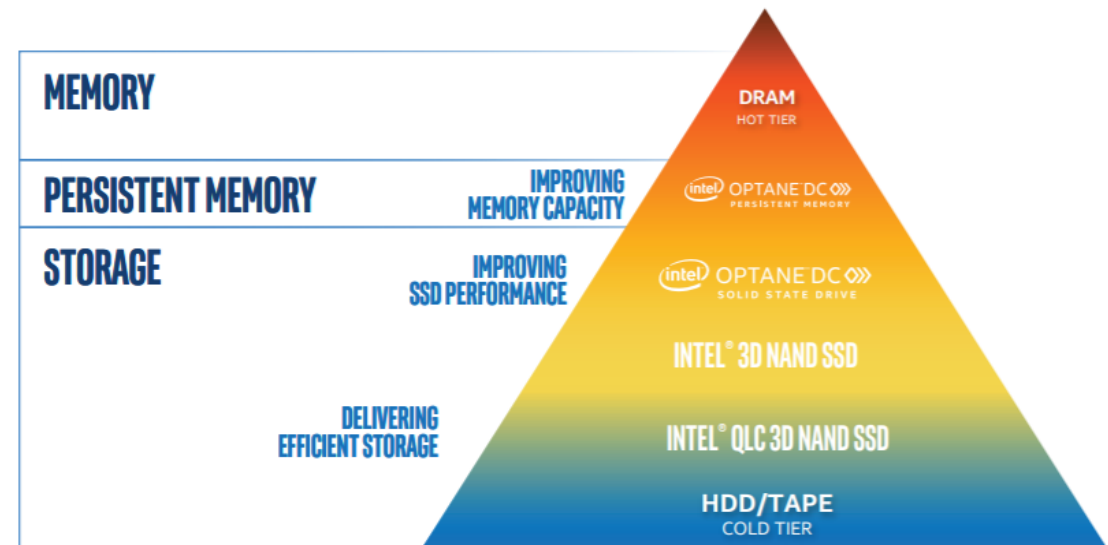 MEMORY
DRAM
HOT TIER
PERSISTENT MEMORY
IMPROVING
MEMORY CAPACITY
intel OPTANE DC
PERSISTENT MEMORY
STORAGE
IMPROVING
SSD PERFORMANCE
intel OPTANE DC
SOLID STATE DRIVE
INTEL® 3D NAND SSD
DELIVERING
EFFICIENT STORAGE
INTEL® QLC 3D NAND SSD
HDD/TAPE
COLD TIER